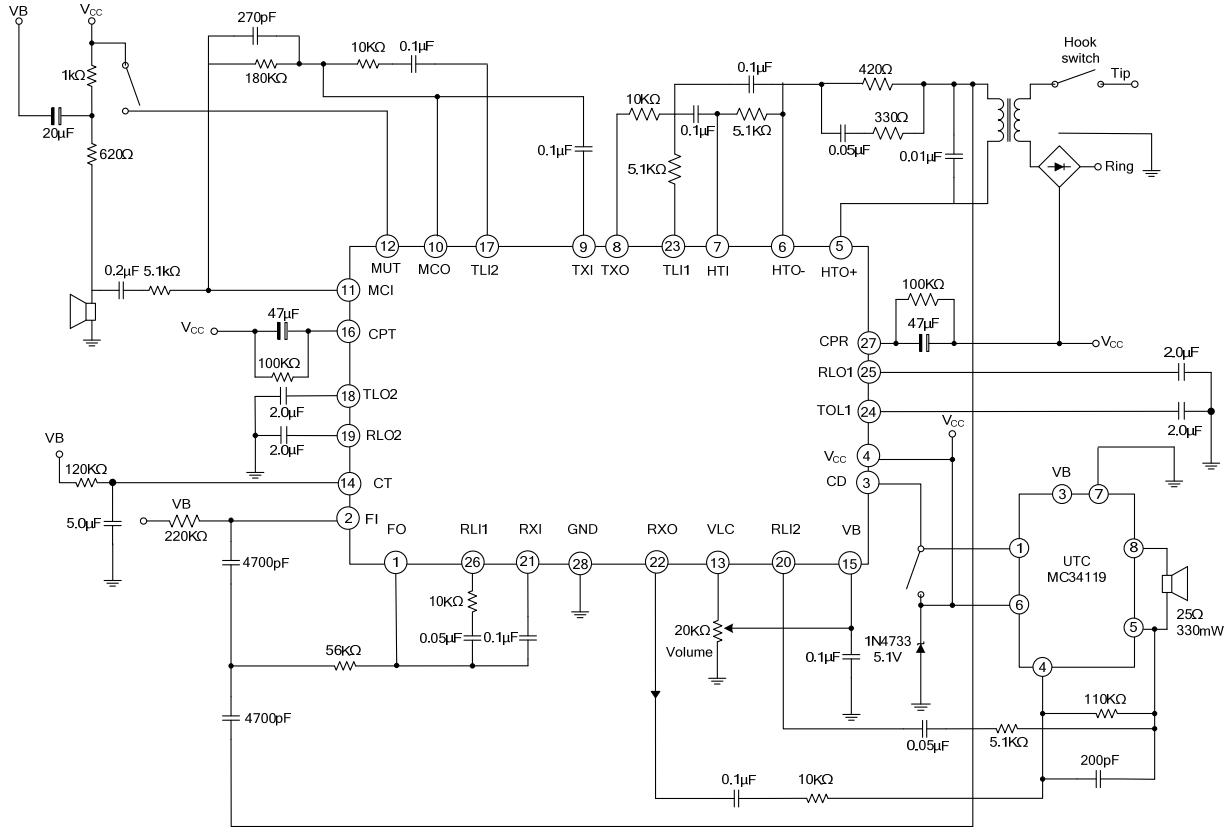 VB
VCC
270pF
1kΩ
180KΩ
10KΩ
0.1µF
20µF
620Ω
0.1µF
0.1µF
10KΩ
0.1µF
5.1KΩ
5.1KΩ
420Ω
330Ω
0.05µF
0.01µF
Hook
switch
Tip
Ring
12
10
17
9
8
23
7
6
5
MUT
MCO
TLI2
TXI
TXO
TLI1
HTI
HTO-
HTO+
0.2µF
5.1kΩ
11
MCI
VCC
47µF
16
CPT
100KΩ
18
TLO2
2.0µF
19
RLO2
2.0µF
VB
120KΩ
14
CT
5.0µF
VB
220KΩ
2
FI
100KΩ
47µF
CPR
27
VCC
RLO1
25
2.0µF
TOL1
24
2.0µF
VCC
VCC
4
CD
3
FO
RLI1
RXI
GND
RXO
VLC
RLI2
VB
1
26
21
28
22
13
20
15
4700pF
10KΩ
0.05µF
0.1µF
56KΩ
4700pF
20KΩ
Volume
0.1µF
1N4733
5.1V
VB
3
7
1
8
UTC
MC34119
6
5
4
25Ω
330mW
110KΩ
0.05µF
5.1KΩ
200pF
0.1µF
10KΩ